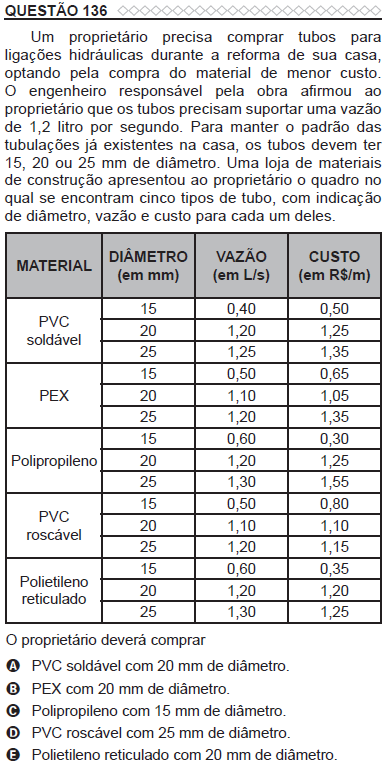 QUESTÃO 136
Um proprietário precisa comprar tubos para
ligações hidráulicas durante a reforma de sua casa,
optando pela compra do material de menor custo.
O engenheiro responsável pela obra afirmou ao
proprietário que os tubos precisam suportar uma vazão
de 1,2 litro por segundo. Para manter o padrão das
tubulações já existentes na casa, os tubos devem ter
15, 20 ou 25 mm de diâmetro. Uma loja de materiais
de construção apresentou ao proprietário o quadro no
qual se encontram cinco tipos de tubo, com indicação
de diâmetro, vazão e custo para cada um deles.
MATERIAL DIÂMETRO (em mm) VAZÃO (em L/s) CUSTO (em R$/m)
PVC soldável
15 0,40 0,50
20 1,20 1,25
25 1,25 1,35
PEX
15 0,50 0,65
20 1,10 1,05
25 1,20 1,35
Polipropileno
15 0,60 0,30
20 1,20 1,25
25 1,30 1,55
PVC roscável
15 0,50 0,80
20 1,10 1,10
25 1,20 1,15
Polietileno reticulado
15 0,60 0,35
20 1,20 1,20
25 1,30 1,25
O proprietário deverá comprar
A PVC soldável com 20 mm de diâmetro.
B PEX com 20 mm de diâmetro.
C Polipropileno com 15 mm de diâmetro.
D PVC roscável com 25 mm de diâmetro.
E Polietileno reticulado com 20 mm de diâmetro.